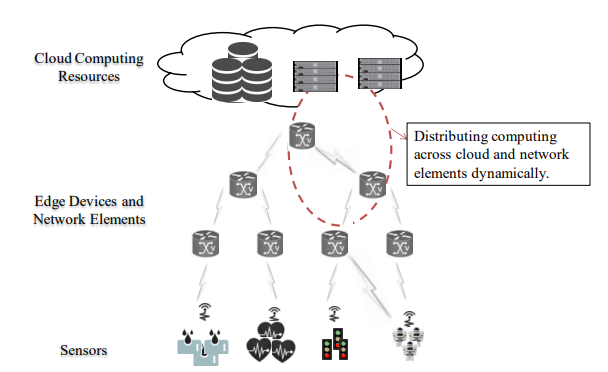 Cloud Computing
Resources
Distributing computing
across cloud and network
elements dynamically.
Edge Devices and
Network Elements
Sensors